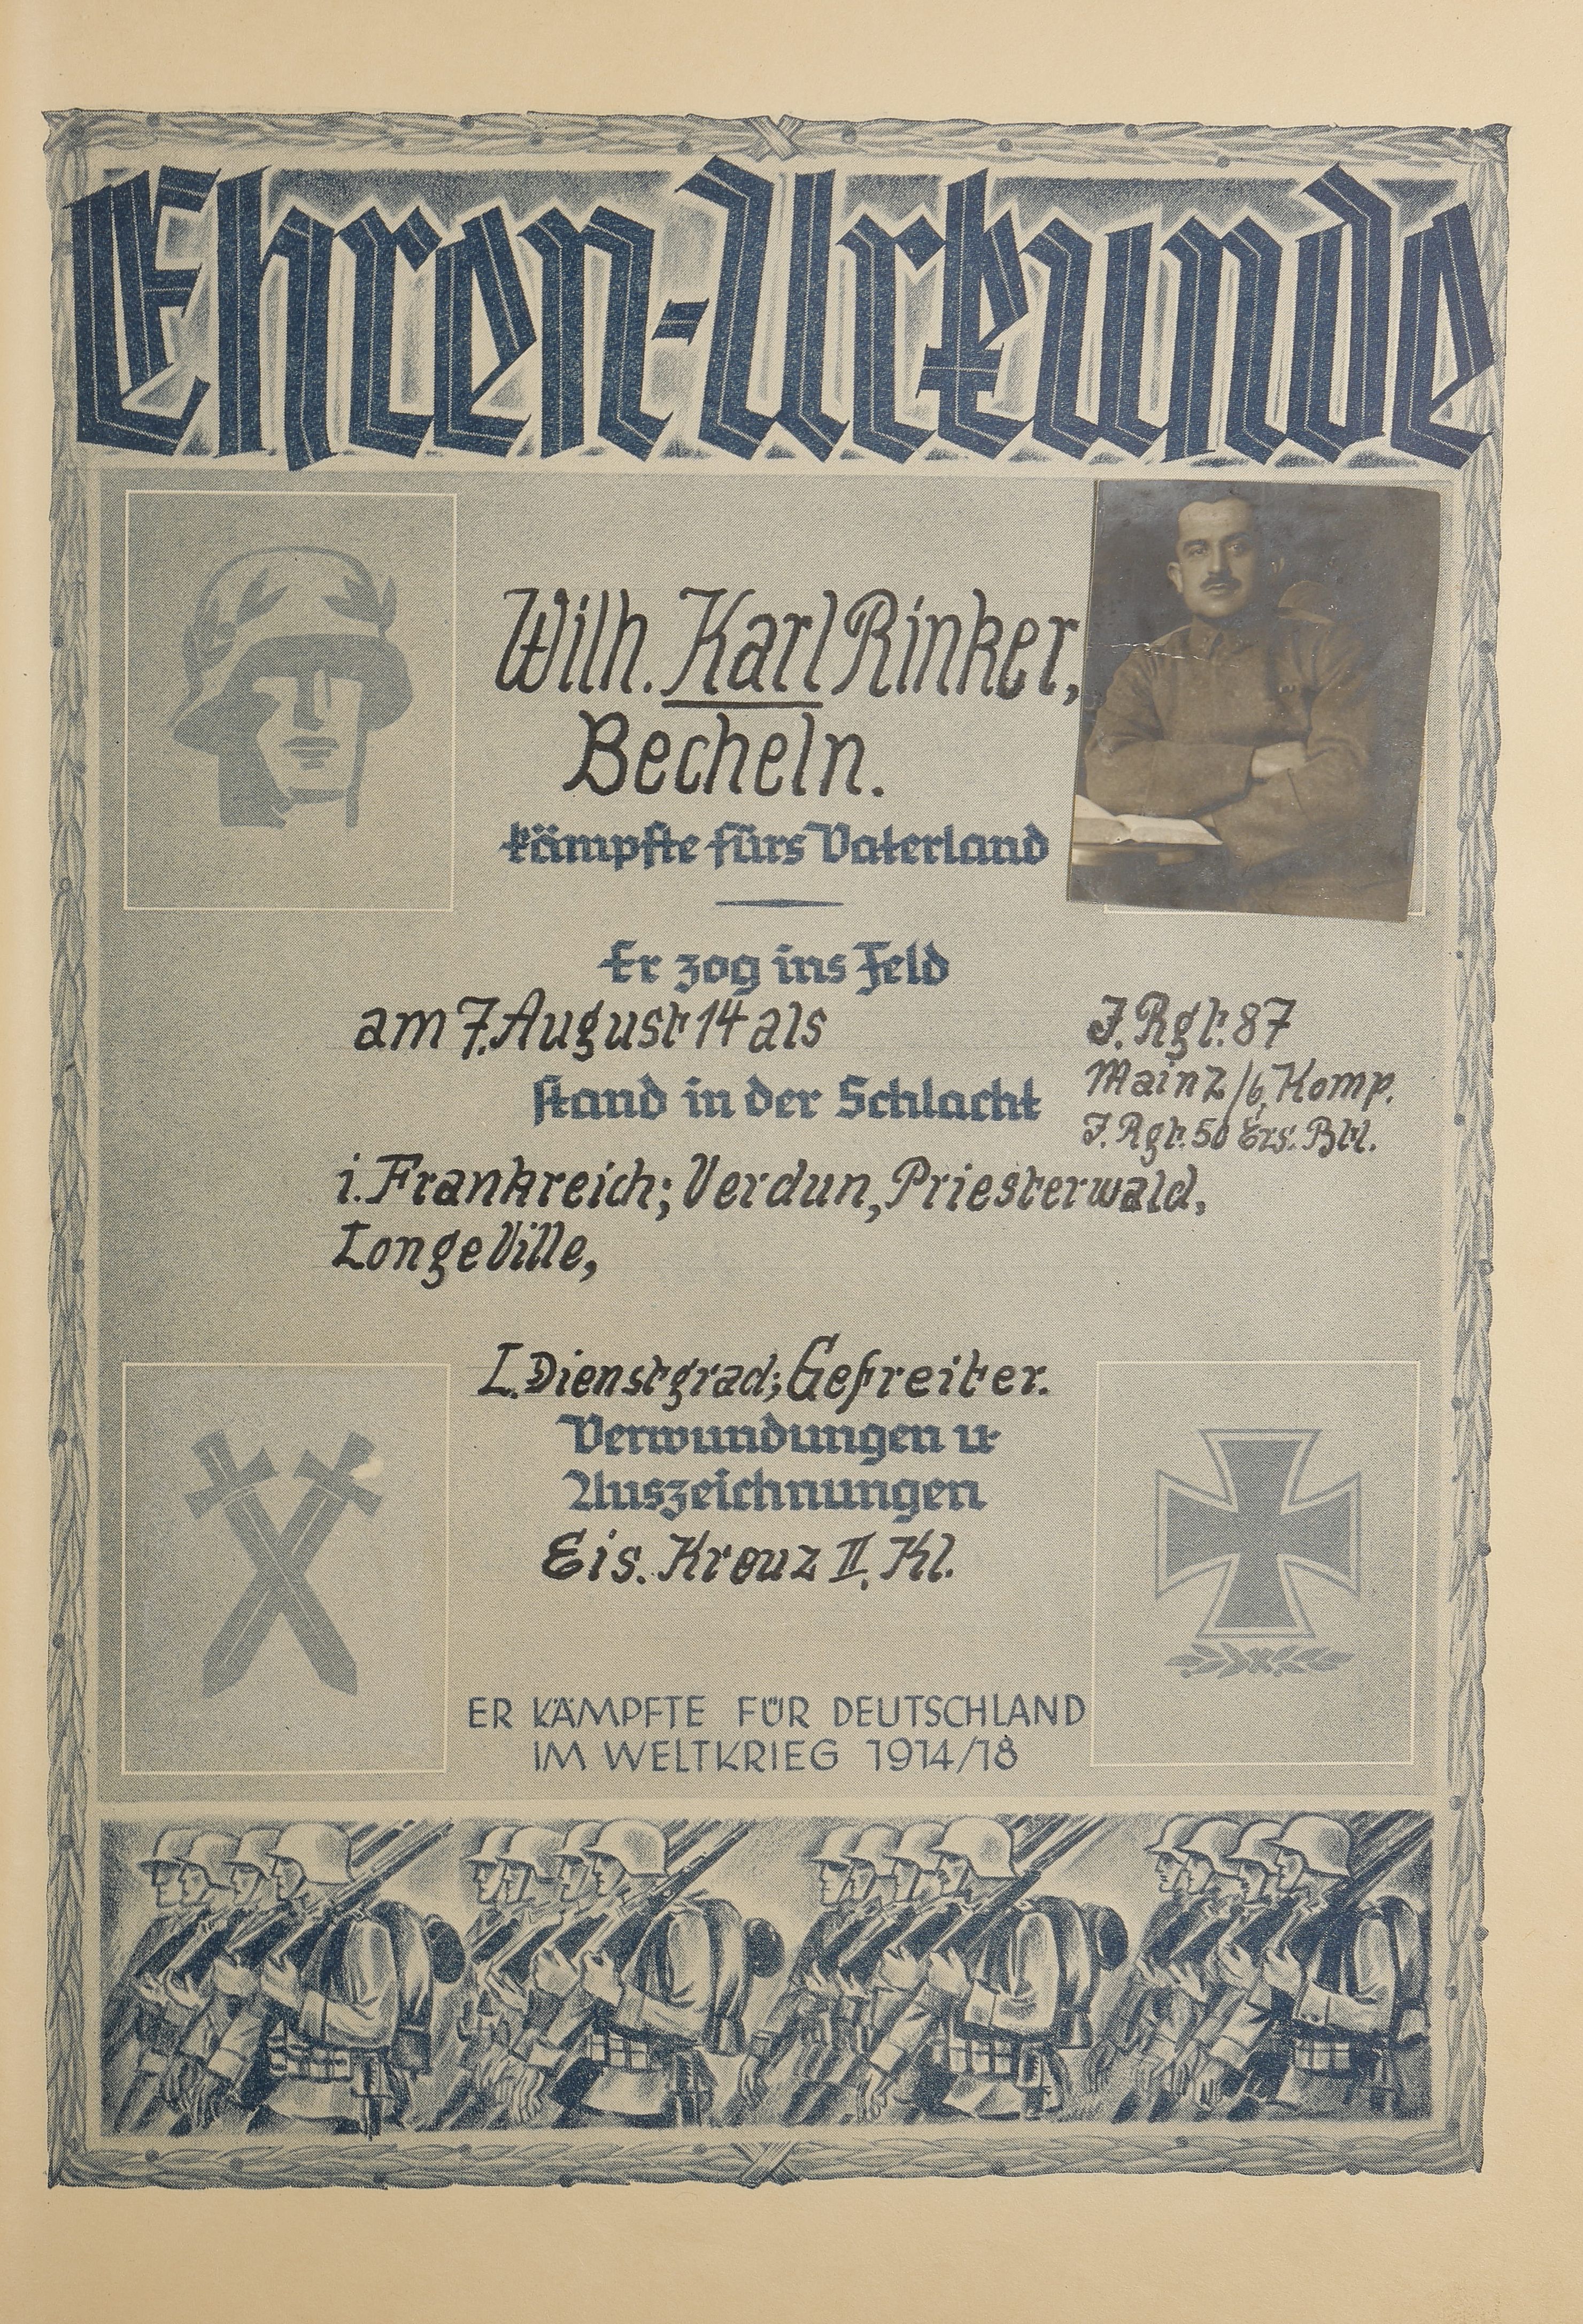 Ehren-Urkunde
Wilh. Karl Rinker,
Becheln.
kämpfte fürs Vaterland
Er zog ins Feld
am 7. August 14 als
J. Rgt. 87
Mainz/6, Komp.
J. Rgt. 50 Ers. Btl.
stand in der Schlacht
i. Frankreich; Verdun, Priesterwald,
Longeville,
L. Dienstgrad; Gefreiter.
Verwundungen u.
Auszeichnungen
Eis. Kreuz II. Kl.
ER KÄMPFTE FÜR DEUTSCHLAND
IM WELTKRIEG 1914/18